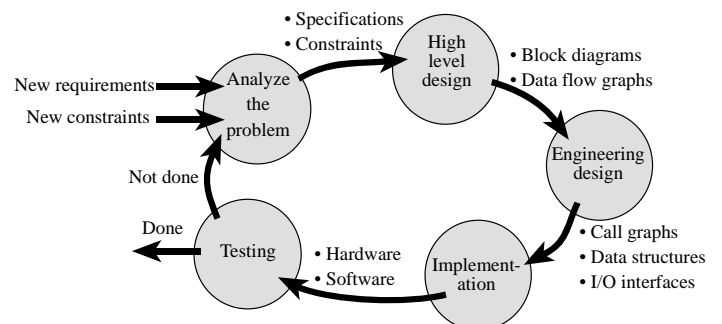 • Specifications
• Constraints
High
level
design
• Block diagrams
• Data flow graphs
Analyze
the
problem
New requirements
New constraints
Engineering
design
Not done
Done
Testing
• Hardware
• Software
Implement-
ation
• Call graphs
• Data structures
• I/O interfaces